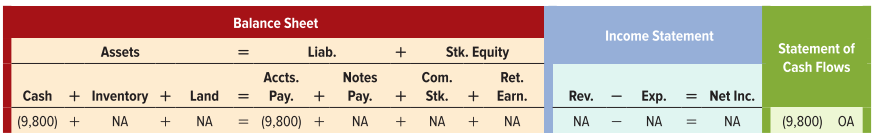 Balance Sheet
Income Statement
Statement of
Cash Flows
Assets = Liab. + Stk. Equity
Accts. Notes Com. Ret.
Cash + Inventory + Land = Pay. + Pay. + Stk. + Earn. Rev. − Exp. = Net Inc.
(9,800) + NA + NA = (9,800) + NA + NA + NA NA − NA = NA (9,800) OA